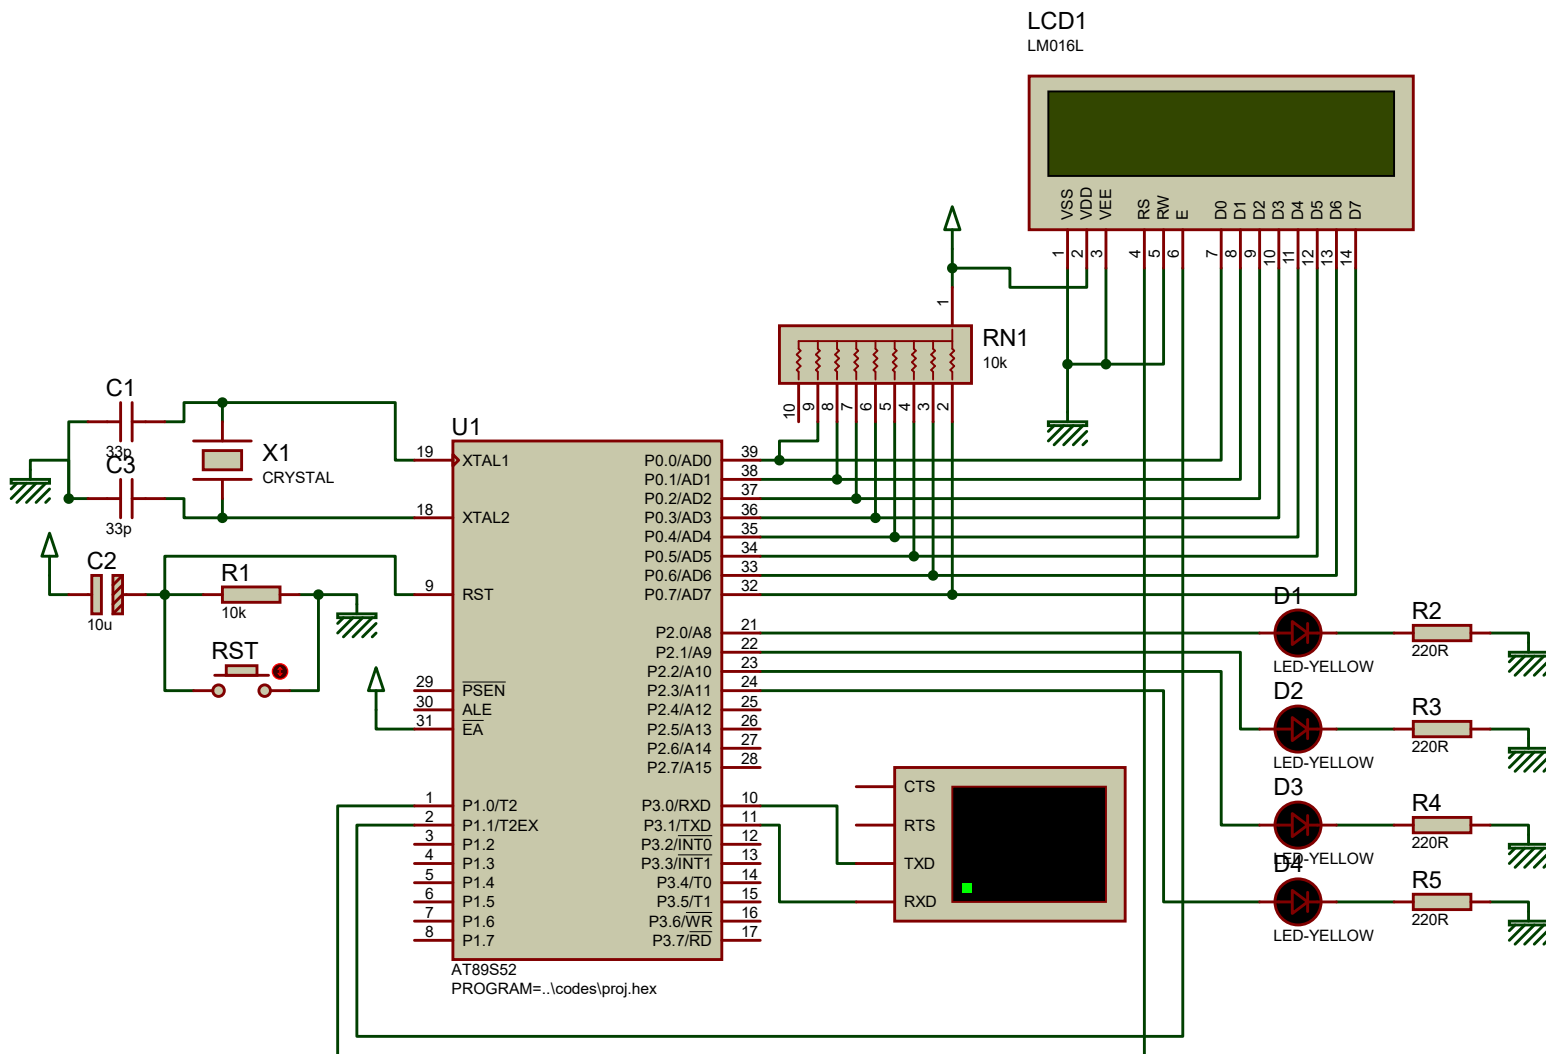 LCD1
LM016L
VSS
VDD
VEE
RS
RW
E
D0
D1
D2
D3
D4
D5
D6
D7
1
2
3
4
5
6
7
8
9
10
11
12
13
14
1
RN1
10k
10
9
8
7
6
5
4
3
2
C1
33p
C3
33p
X1
CRYSTAL
C2
10u
R1
10k
RST
U1
19 XTAL1
18 XTAL2
9 RST
29 PSEN
30 ALE
31 EA
1 P1.0/T2
2 P1.1/T2EX
3 P1.2
4 P1.3
5 P1.4
6 P1.5
7 P1.6
8 P1.7
P0.0/AD0 39
P0.1/AD1 38
P0.2/AD2 37
P0.3/AD3 36
P0.4/AD4 35
P0.5/AD5 34
P0.6/AD6 33
P0.7/AD7 32
P2.0/A8 21
P2.1/A9 22
P2.2/A10 23
P2.3/A11 24
P2.4/A12 25
P2.5/A13 26
P2.6/A14 27
P2.7/A15 28
P3.0/RXD 10
P3.1/TXD 11
P3.2/INT0 12
P3.3/INT1 13
P3.4/T0 14
P3.5/T1 15
P3.6/WR 16
P3.7/RD 17
AT89S52
PROGRAM=..\codes\proj.hex
CTS
RTS
TXD
RXD
D1
LED-YELLOW
R2
220R
D2
LED-YELLOW
R3
220R
D3
LED-YELLOW
R4
220R
D4
LED-YELLOW
R5
220R